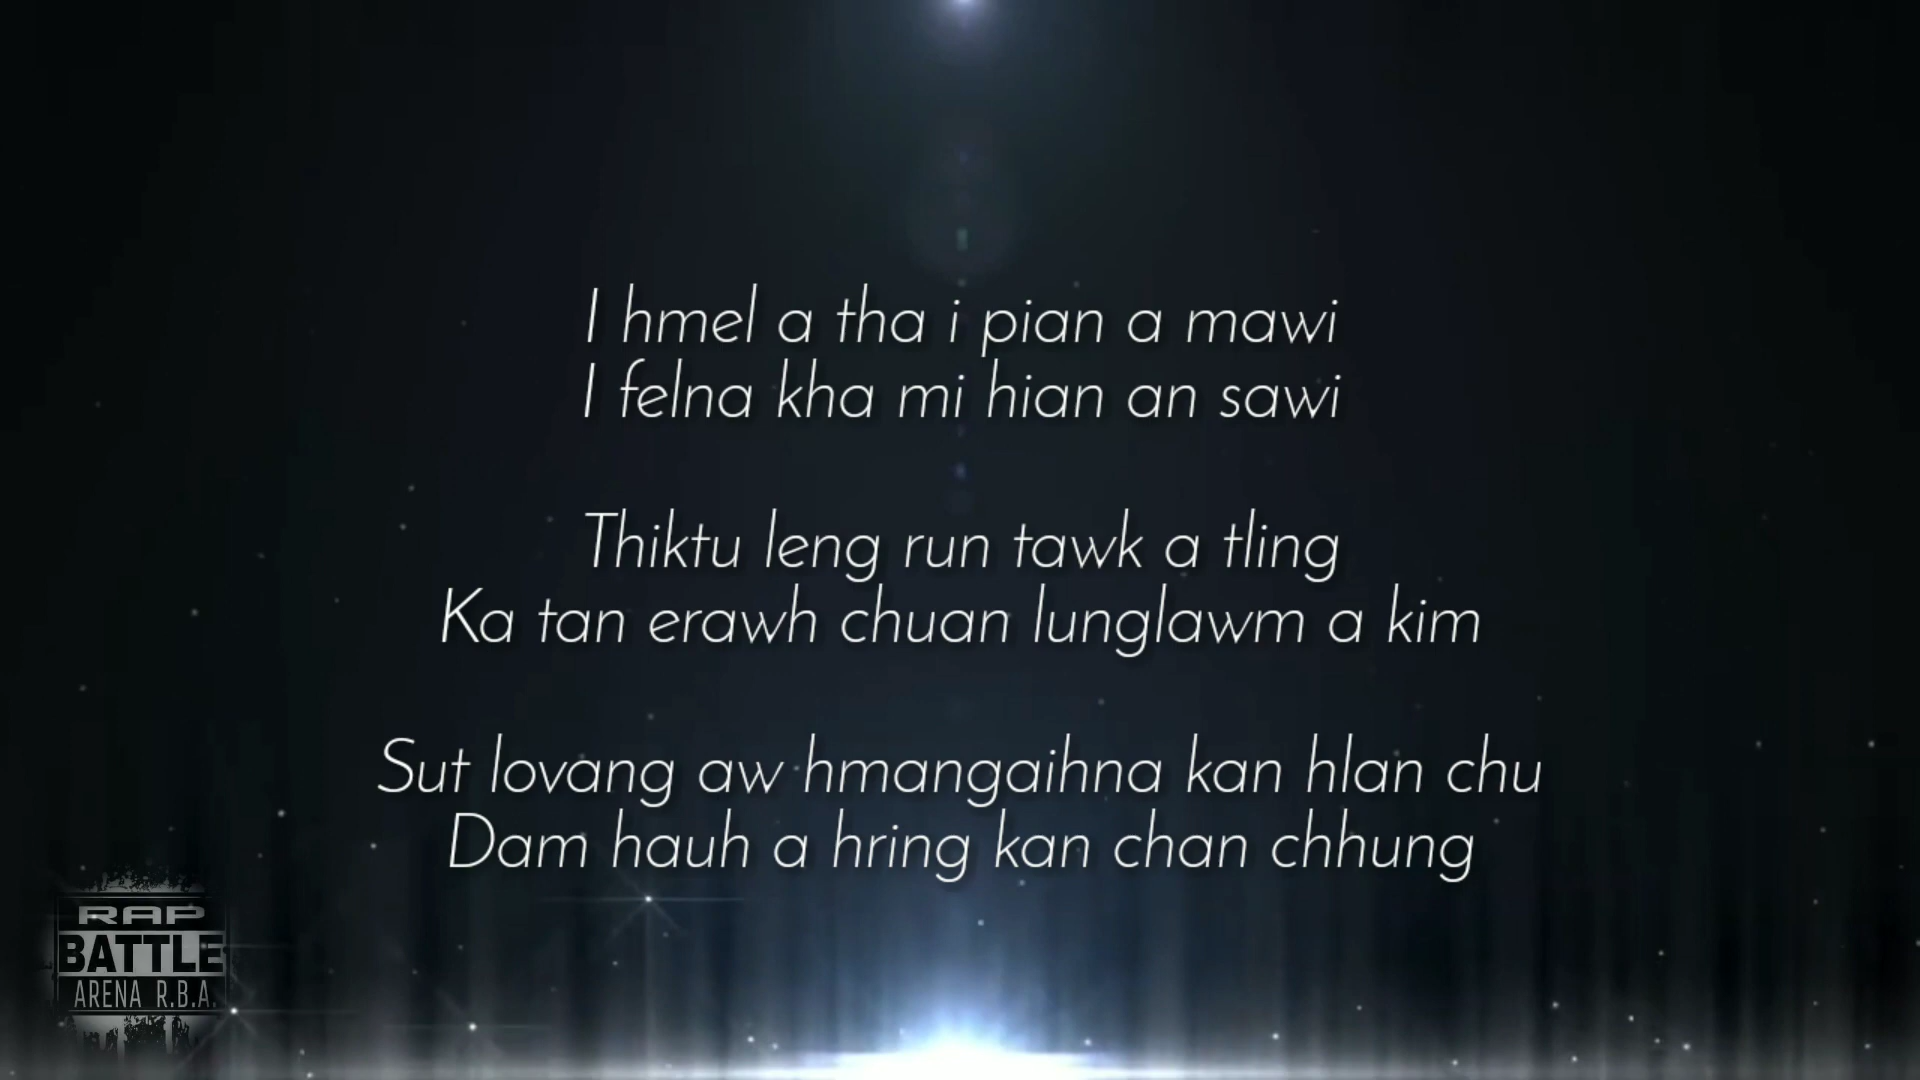 I hmel a tha i pian a mawi
I felna kha mi hian an sawi
Thiktu leng run tawk a tling
Ka tan erawh chuan lunglawm a kim
Sut lovang aw hmangaihna kan hlan chu
Dam hauh a hring kan chan chhung
RAP
BATTLE
ARENA R.B.A.